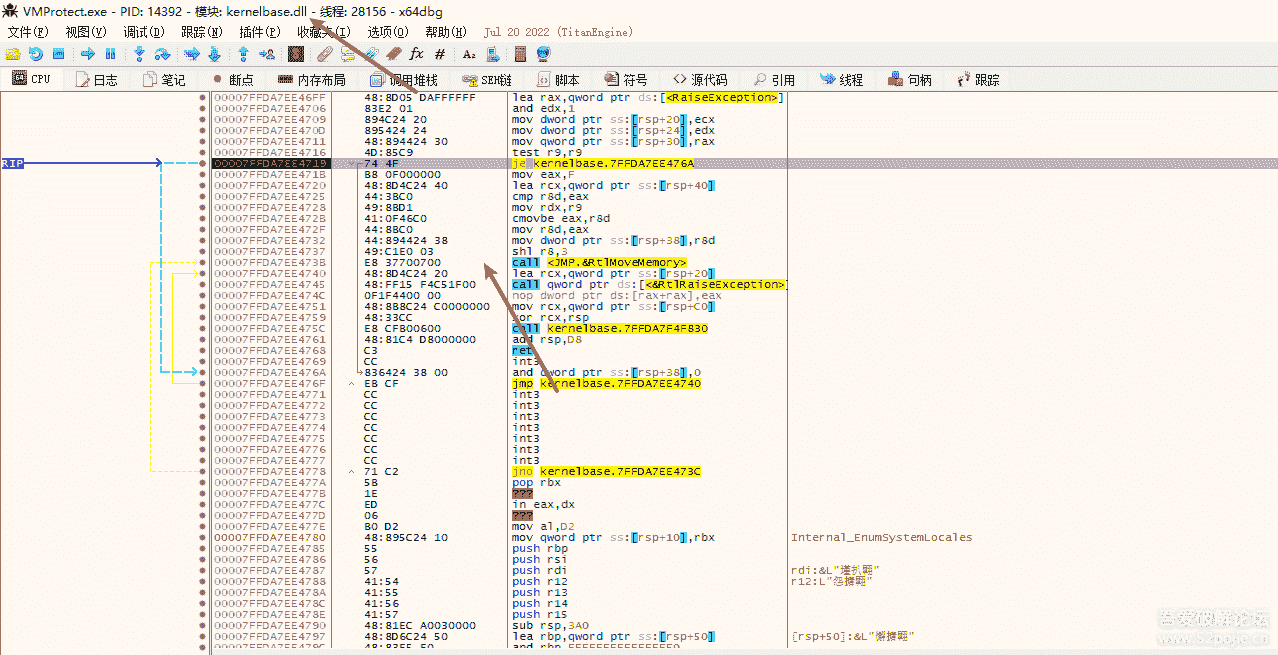 VMProtect.exe - PID: 14392 - 模块: kernelbase.dll - 线程: 28156 - x64dbg
文件(F) 视图(V) 调试(D) 跟踪(N) 插件(P) 收藏夹(I) 选项(O) 帮助(H) Jul 20 2022 (TitanEngine)
CPU 日志 笔记 断点 内存布局 调用堆栈 SEH链 脚本 符号 源代码 引用 线程 句柄 跟踪
00007FFDA7EE46FF 48:8D05 DAFFFFFF lea rax,qword ptr ds:[<RaiseException>]
00007FFDA7EE4706 83E2 01 and edx,1
00007FFDA7EE4709 894C24 20 mov dword ptr ss:[rsp+20],ecx
00007FFDA7EE470D 895424 24 mov dword ptr ss:[rsp+24],edx
00007FFDA7EE4711 48:894424 30 mov qword ptr ss:[rsp+30],rax
00007FFDA7EE4716 4D:85C9 test r9,r9
RIP 00007FFDA7EE4719 74 4F je kernelbase.7FFDA7EE476A
00007FFDA7EE471B B8 0F000000 mov eax,F
00007FFDA7EE4720 48:8D4C24 40 lea rcx,qword ptr ss:[rsp+40]
00007FFDA7EE4725 44:3BC0 cmp r8d,eax
00007FFDA7EE4728 49:8BD1 mov rdx,r9
00007FFDA7EE472B 41:0F46C0 cmovbe eax,r8d
00007FFDA7EE472F 44:8BC0 mov r8d,eax
00007FFDA7EE4732 44:894424 38 mov dword ptr ss:[rsp+38],r8d
00007FFDA7EE4737 49:C1E0 03 shl r8,3
00007FFDA7EE473B E8 37700700 call <JMP.&RtlMoveMemory>
00007FFDA7EE4740 48:8D4C24 20 lea rcx,qword ptr ss:[rsp+20]
00007FFDA7EE4745 48:FF15 F4C51F00 call qword ptr ds:[<&RtlRaiseException>]
00007FFDA7EE474C 0F1F4400 00 nop dword ptr ds:[rax+rax],eax
00007FFDA7EE4751 48:8B8C24 C0000000 mov rcx,qword ptr ss:[rsp+C0]
00007FFDA7EE4759 48:33CC xor rcx,rsp
00007FFDA7EE475C E8 CFB00600 call kernelbase.7FFDA7F4F830
00007FFDA7EE4761 48:81C4 D8000000 add rsp,D8
00007FFDA7EE4768 C3 ret
00007FFDA7EE4769 CC int3
00007FFDA7EE476A 836424 38 00 and dword ptr ss:[rsp+38],0
00007FFDA7EE476F EB CF jmp kernelbase.7FFDA7EE4740
00007FFDA7EE4771 CC int3
00007FFDA7EE4772 CC int3
00007FFDA7EE4773 CC int3
00007FFDA7EE4774 CC int3
00007FFDA7EE4775 CC int3
00007FFDA7EE4776 CC int3
00007FFDA7EE4777 CC int3
00007FFDA7EE4778 71 C2 jno kernelbase.7FFDA7EE473C
00007FFDA7EE477A 5B pop rbx
00007FFDA7EE477B 1E ???
00007FFDA7EE477C ED in eax,dx
00007FFDA7EE477D 06 ???
00007FFDA7EE477E B0 D2 mov al,D2
00007FFDA7EE4780 48:895C24 10 mov qword ptr ss:[rsp+10],rbx Internal_EnumSystemLocales
00007FFDA7EE4785 55 push rbp
00007FFDA7EE4786 56 push rsi
00007FFDA7EE4787 57 push rdi rdi:&L"
00007FFDA7EE4788 41:54 push r12 r12:L"
00007FFDA7EE478A 41:55 push r13
00007FFDA7EE478C 41:56 push r14
00007FFDA7EE478E 41:57 push r15
00007FFDA7EE4790 48:81EC A0030000 sub rsp,3A0
00007FFDA7EE4797 48:8D6C24 50 lea rbp,qword ptr ss:[rsp+50] [rsp+50]:&L"
00007FFDA7EE479C 48:83E5 E0 and rbp,FFFFFFFFFFFFFFE0
吾爱破解论坛
www.52pojie.cn